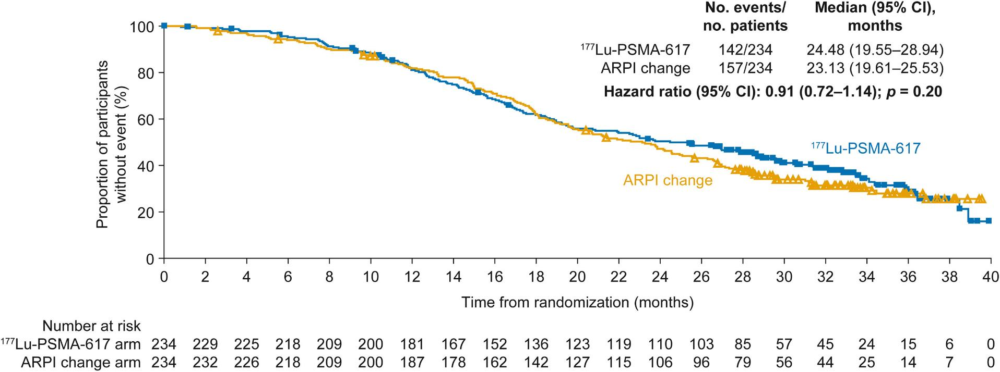 No. events/ Median (95% CI),
no. patients months
¹⁷⁷Lu-PSMA-617 142/234 24.48 (19.55–28.94)
ARPI change 157/234 23.13 (19.61–25.53)
Hazard ratio (95% CI): 0.91 (0.72–1.14); p = 0.20
Proportion of participants
without event (%)
100
80
60
40
20
0
¹⁷⁷Lu-PSMA-617
ARPI change
0 2 4 6 8 10 12 14 16 18 20 22 24 26 28 30 32 34 36 38 40
Time from randomization (months)
Number at risk
¹⁷⁷Lu-PSMA-617 arm 234 229 225 218 209 200 181 167 152 136 123 119 110 103 85 57 45 24 15 6 0
ARPI change arm 234 232 226 218 209 200 187 178 162 142 127 115 106 96 79 56 44 25 14 7 0